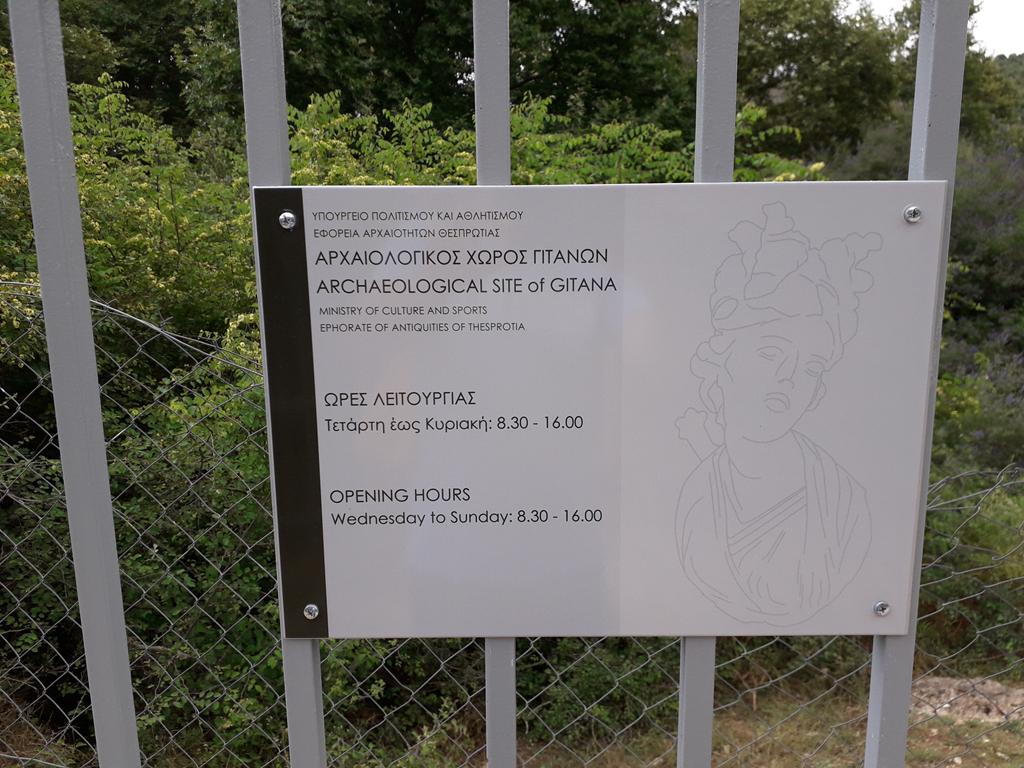 ΥΠΟΥΡΓΕΙΟ ΠΟΛΙΤΙΣΜΟΥ ΚΑΙ ΑΘΛΗΤΙΣΜΟΥ
ΕΦΟΡΕΙΑ ΑΡΧΑΙΟΤΗΤΩΝ ΘΕΣΠΡΩΤΙΑΣ
ΑΡΧΑΙΟΛΟΓΙΚΟΣ ΧΩΡΟΣ ΓΙΤΑΝΩΝ
ARCHAEOLOGICAL SITE of GITANA
MINISTRY OF CULTURE AND SPORTS
EPHORATE OF ANTIQUITIES OF THESPROTIA
ΩΡΕΣ ΛΕΙΤΟΥΡΓΙΑΣ
Τετάρτη έως Κυριακή: 8.30 - 16.00
OPENING HOURS
Wednesday to Sunday: 8.30 - 16.00